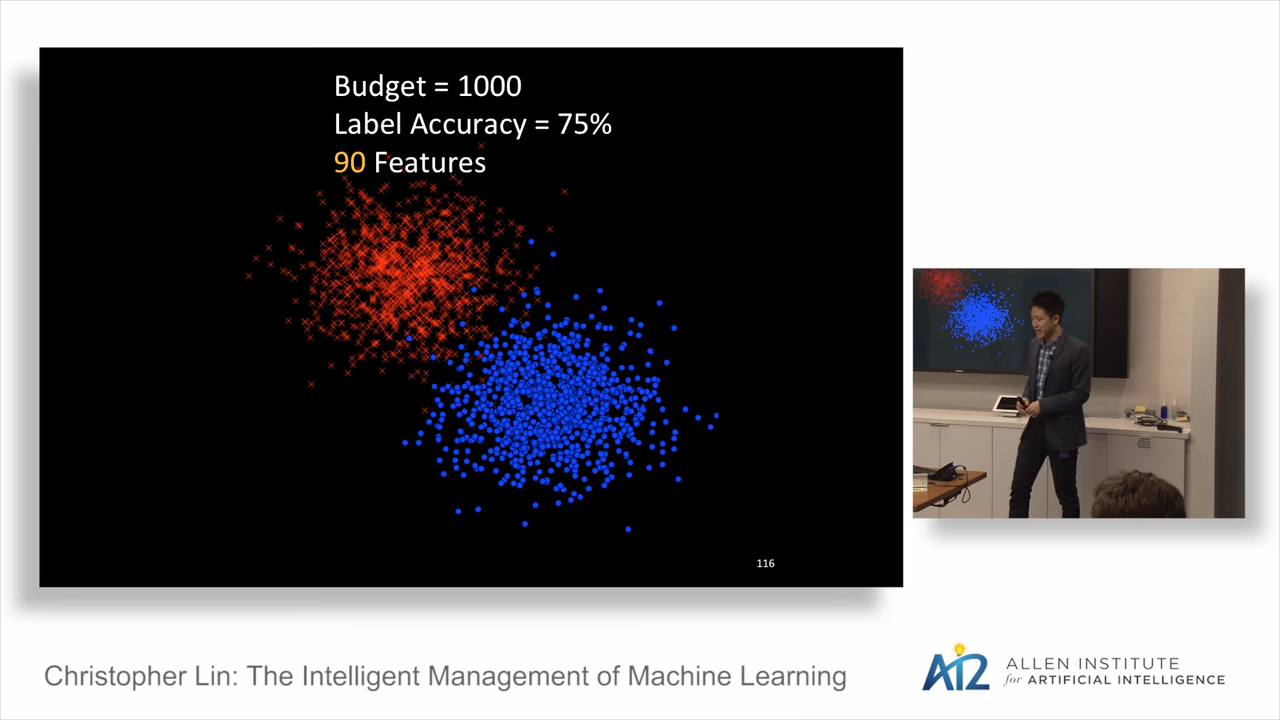 Budget = 1000
Label Accuracy = 75%
90 Features
116
Christopher Lin: The Intelligent Management of Machine Learning
AI2
ALLEN INSTITUTE
for ARTIFICIAL INTELLIGENCE